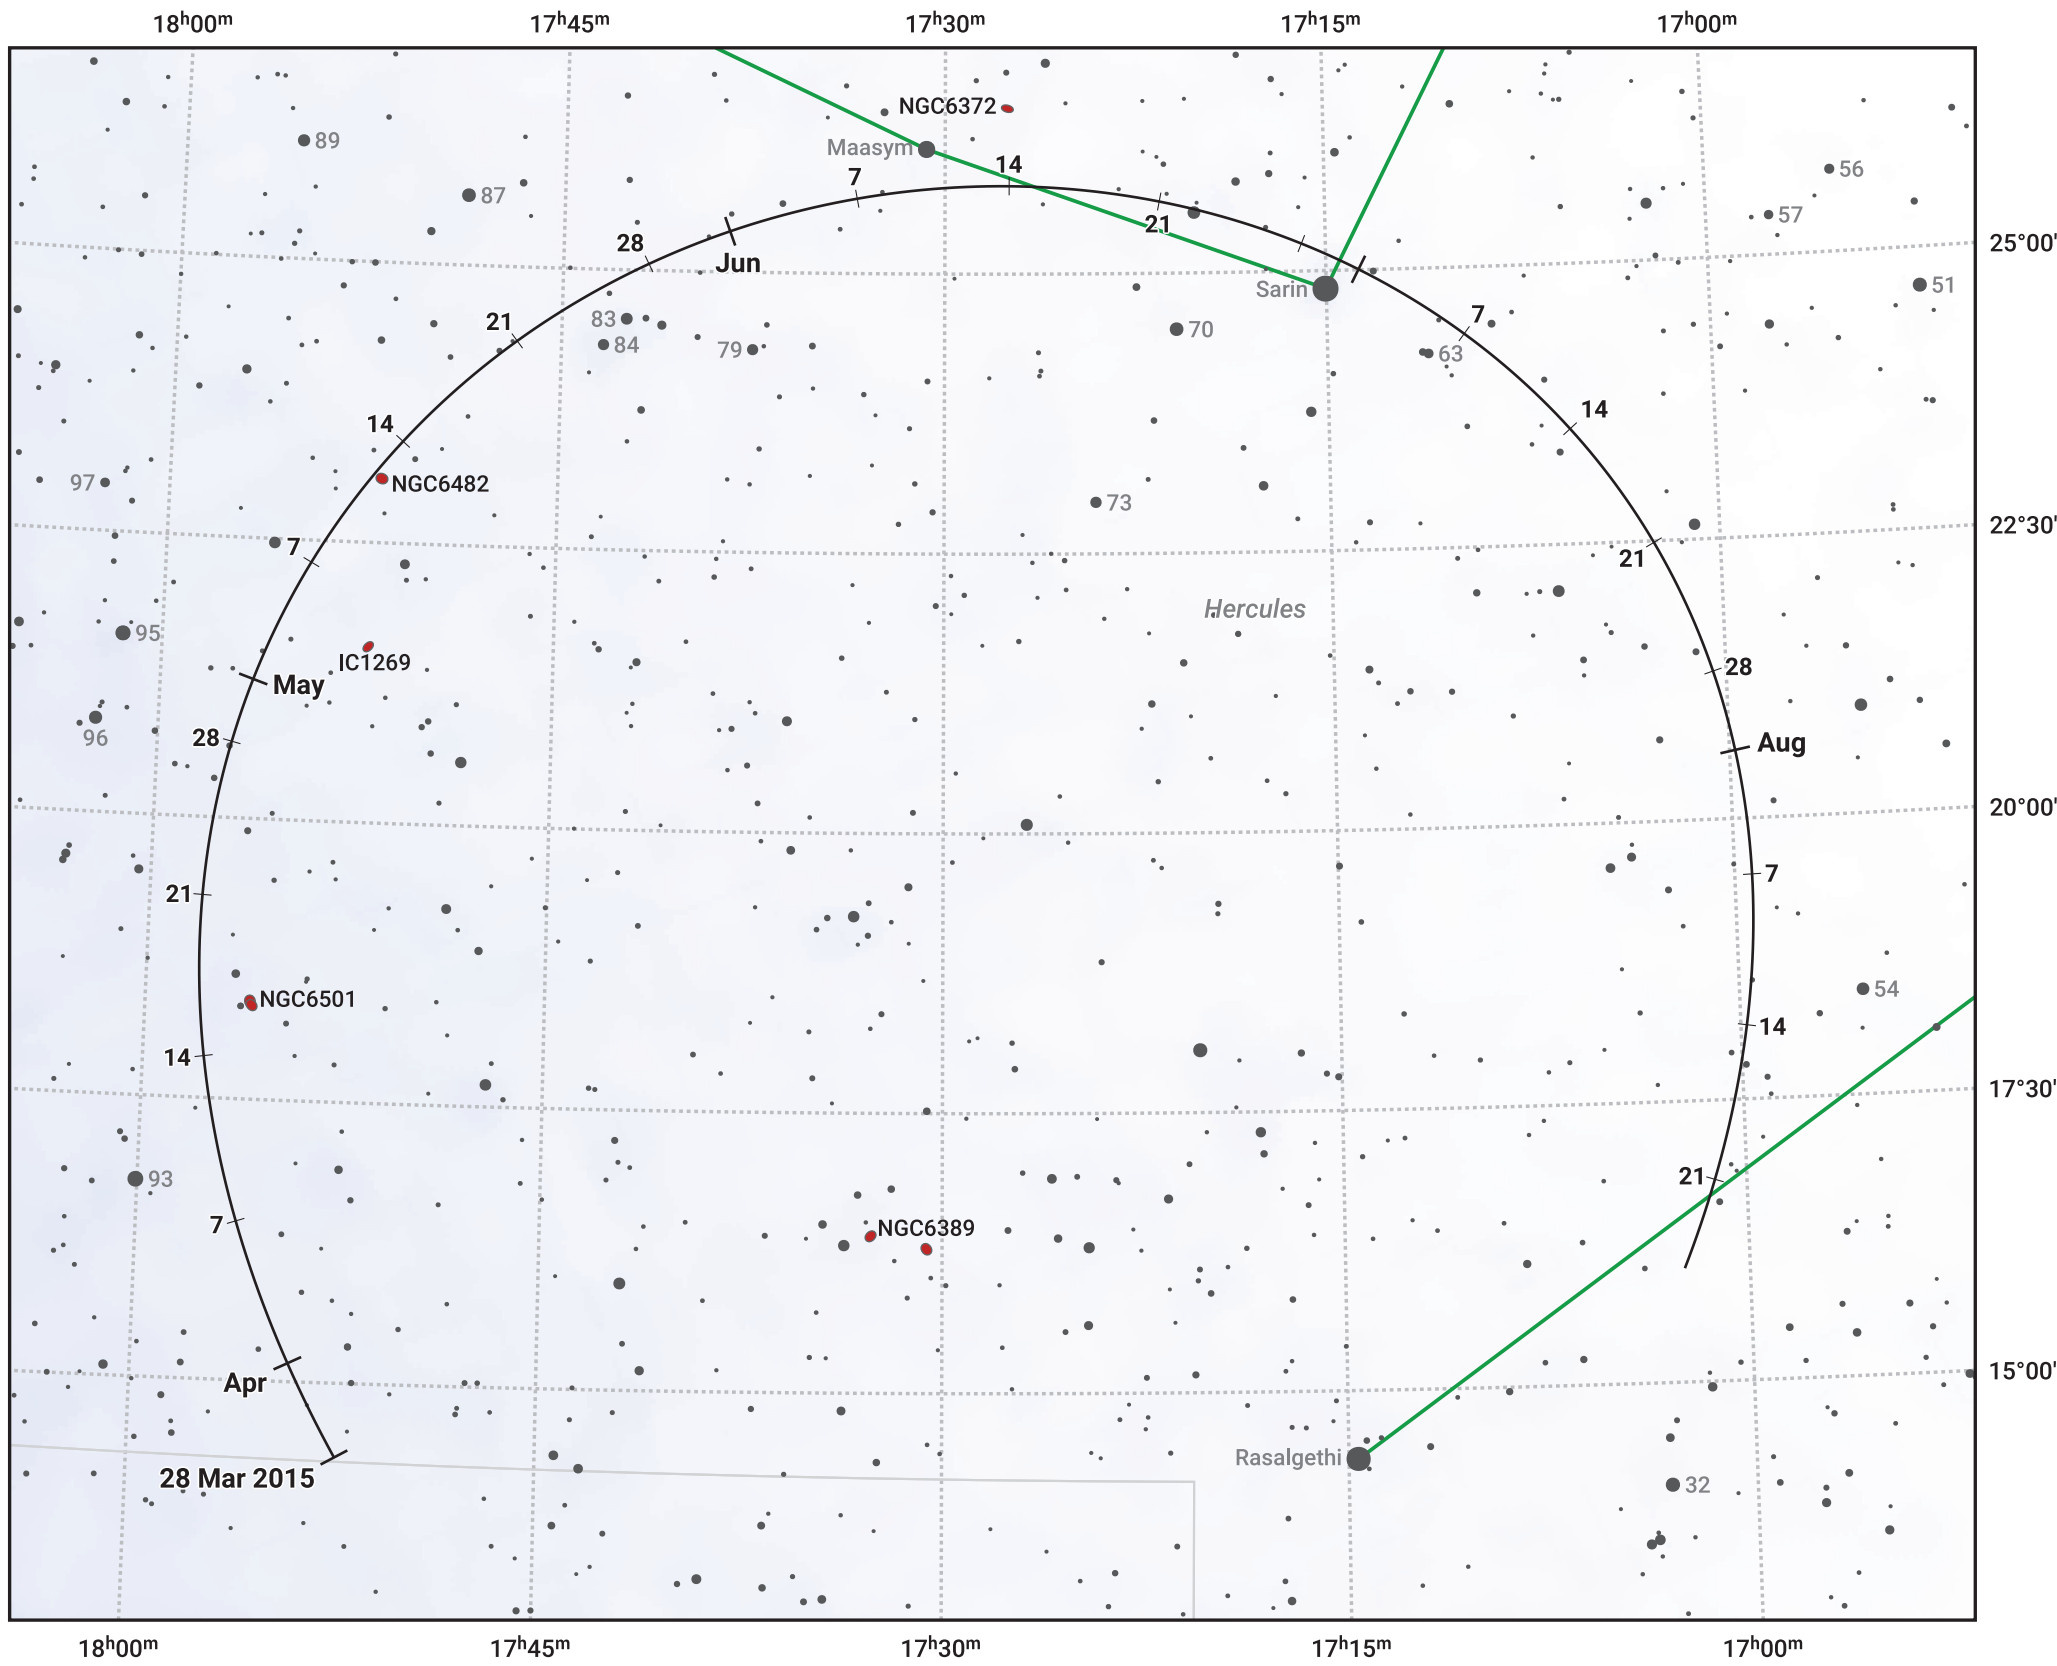 18h00m 17h45m 17h30m 17h15m 17h00m
NGC6372
89
Maasym
14
56
7
87
57
21
28
25°00'
Jun
Sarin
51
7
83
21
70
84
79
63
14
14
97
NGC6482
73
22°30'
7
21
Hercules
95
IC1269
28
May
96
28
Aug
20°00'
7
21
54
NGC6501
14
14
17°30'
93
21
7
NGC6389
15°00'
Apr
Rasalgethi
28 Mar 2015
32
18h00m 17h45m 17h30m 17h15m 17h00m